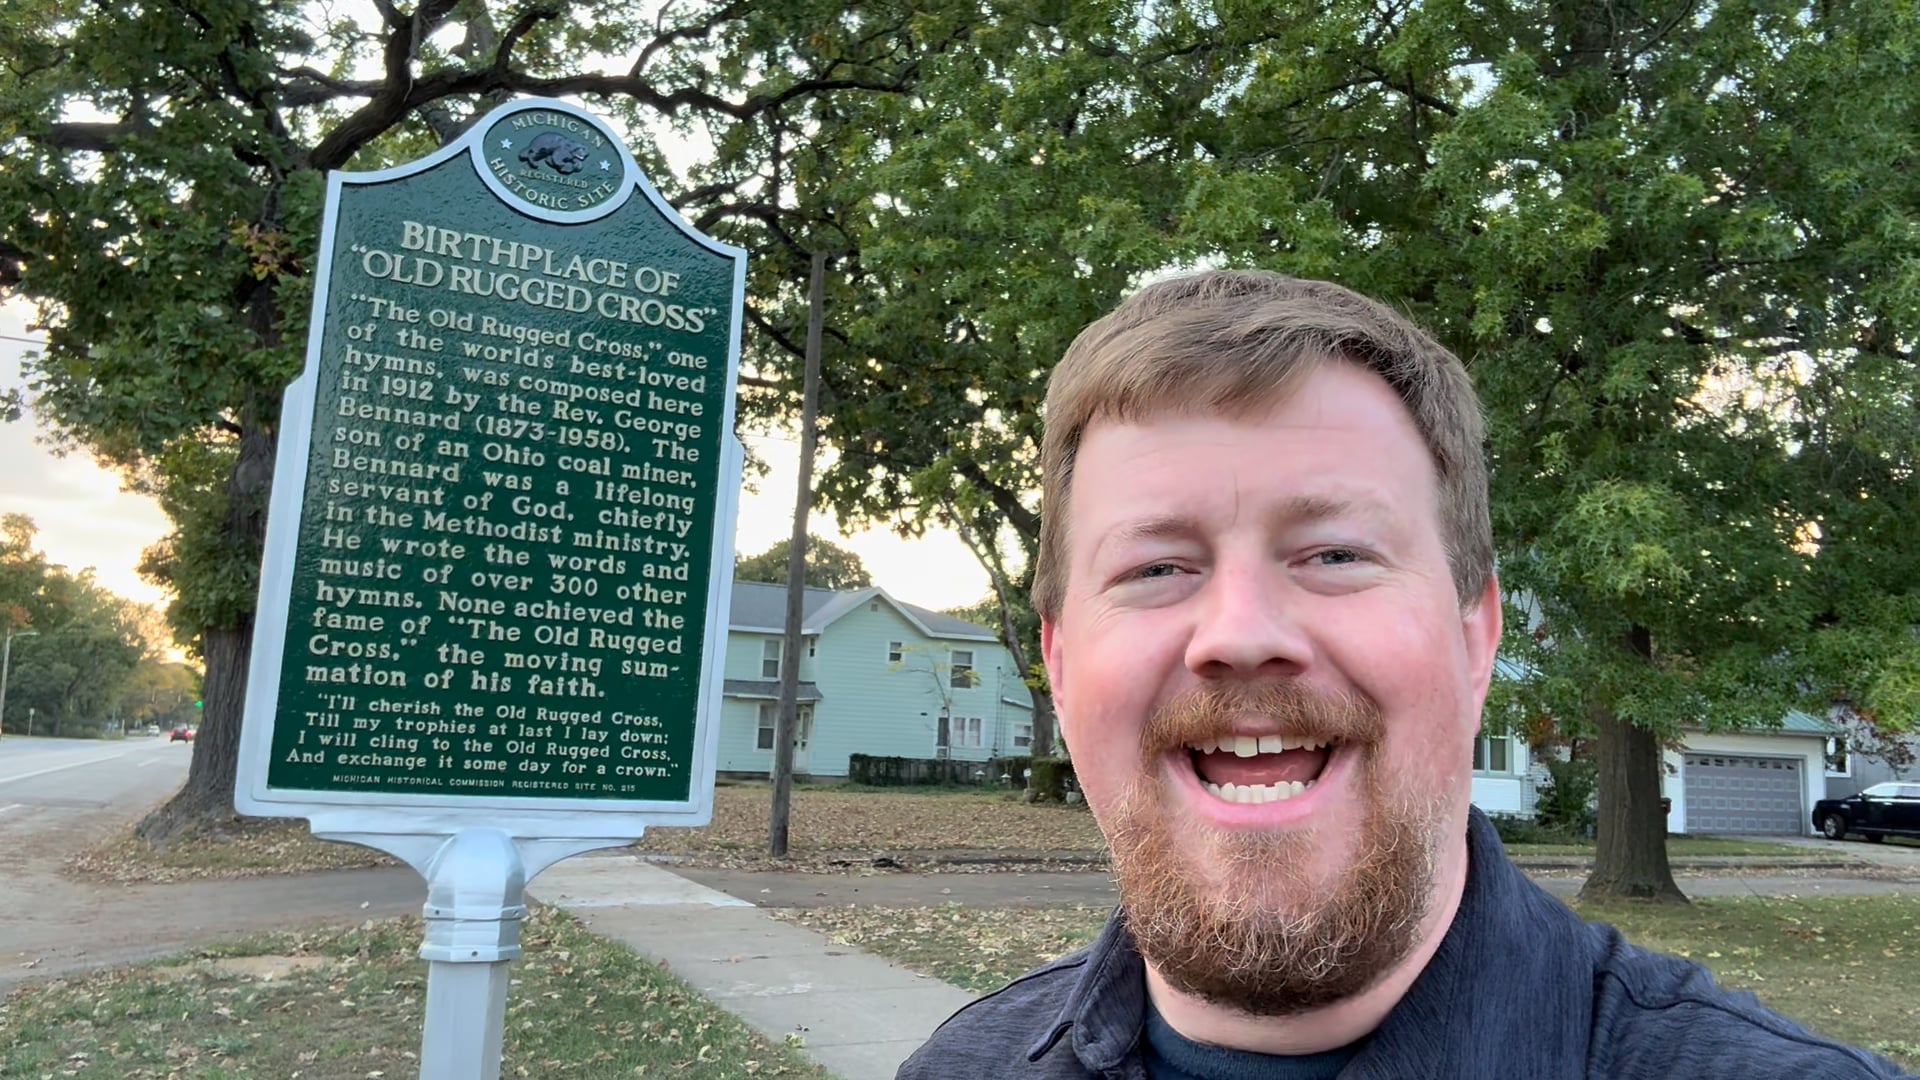 MICHIGAN
REGISTERED
HISTORIC SITE
BIRTHPLACE OF
"OLD RUGGED CROSS"
"The Old Rugged Cross," one
of the world's best-loved
hymns, was composed here
in 1912 by the Rev. George
Bennard (1873-1958). The
son of an Ohio coal miner,
Bennard was a lifelong
servant of God, chiefly
in the Methodist ministry.
He wrote the words and
music of over 300 other
hymns. None achieved the
fame of "The Old Rugged
Cross," the moving sum-
mation of his faith.
"I'll cherish the Old Rugged Cross,
Till my trophies at last I lay down;
I will cling to the Old Rugged Cross,
And exchange it some day for a crown."
MICHIGAN HISTORICAL COMMISSION REGISTERED SITE NO. 215